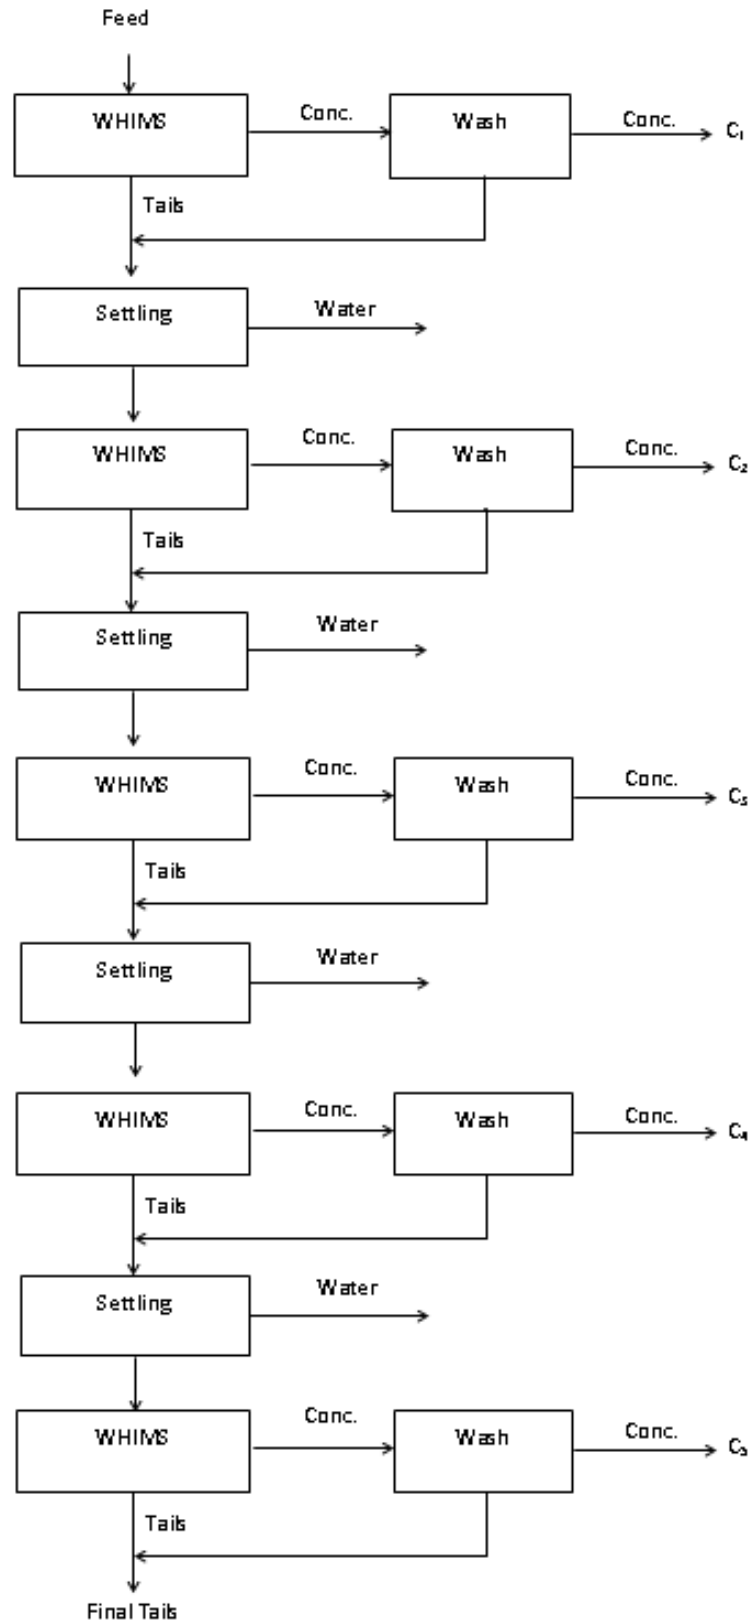 Feed
WHIMS
Conc.
Wash
Conc.
C₁
Tails
Settling
Water
WHIMS
Conc.
Wash
Conc.
C₂
Tails
Settling
Water
WHIMS
Conc.
Wash
Conc.
Tails
Settling
Water
WHIMS
Conc.
Wash
Conc.
C₄
Tails
Settling
Water
WHIMS
Conc.
Wash
Conc.
Tails
Final Tails